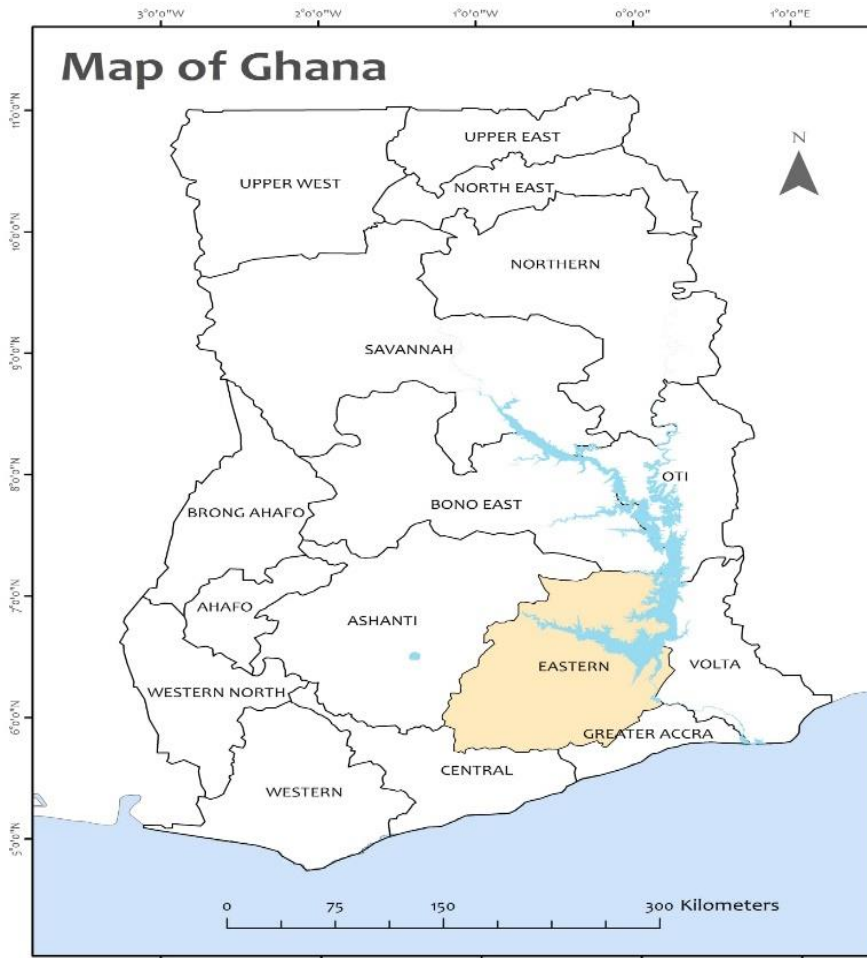 3°0'0"W 2°0'0"W 1°0'0"W 0°0'0" 1°0'0"E
Map of Ghana
N
11°0'0"N
10°0'0"N
9°0'0"N
8°0'0"N
7°0'0"N
6°0'0"N
5°0'0"N
UPPER EAST
UPPER WEST
NORTH EAST
NORTHERN
SAVANNAH
OTI
BONO EAST
BRONG AHAFO
AHAFO
ASHANTI
EASTERN
VOLTA
WESTERN NORTH
GREATER ACCRA
CENTRAL
WESTERN
0 75 150 300 Kilometers